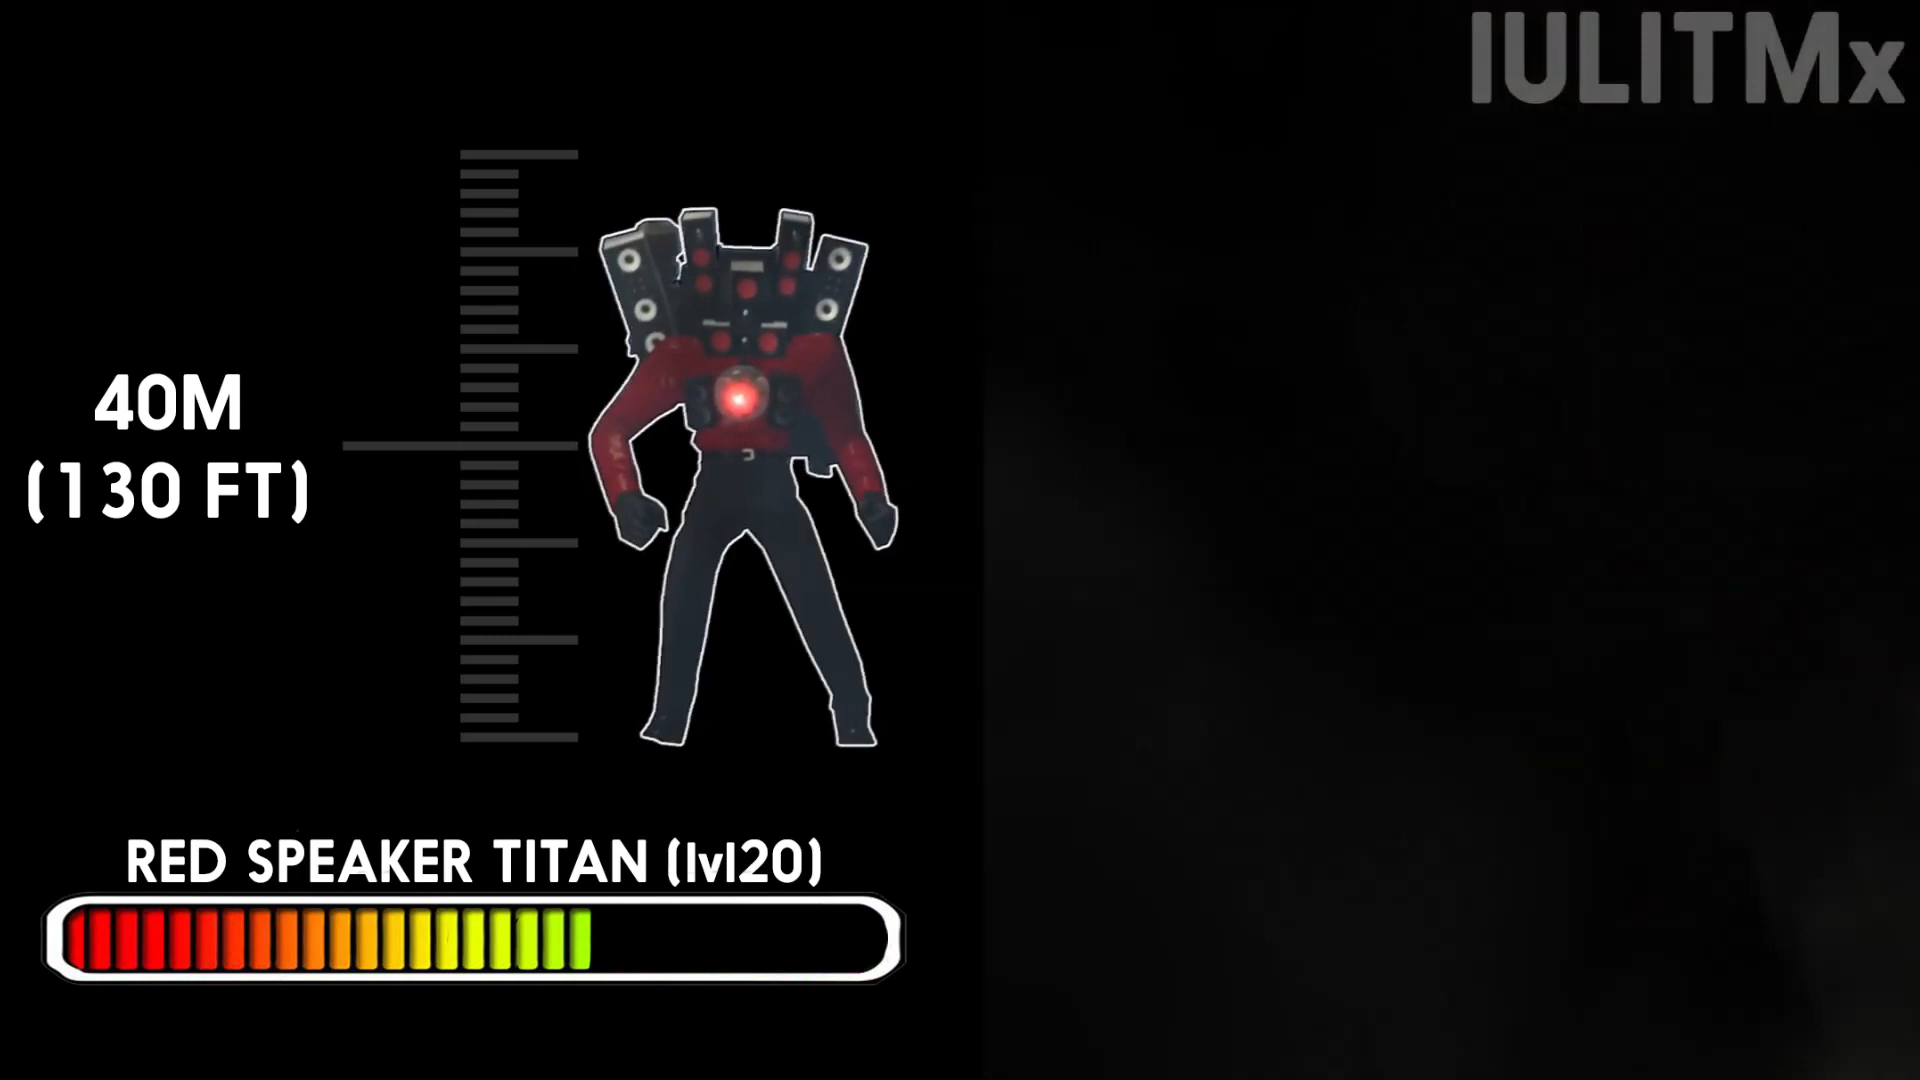 IULITMx
40M
(130 FT)
RED SPEAKER TITAN (lvl20)